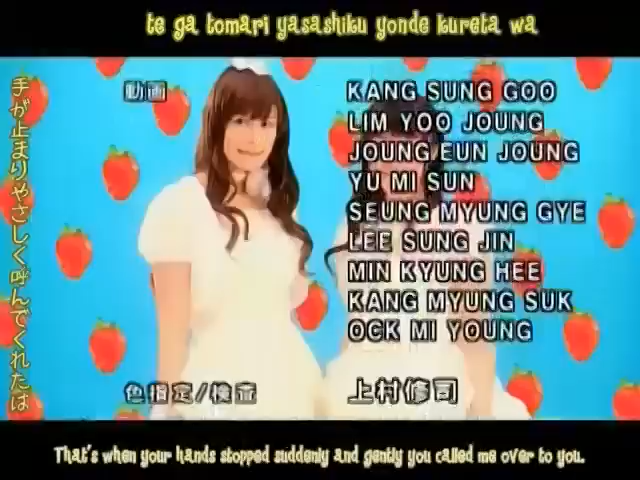 te ga tomari yasashiku yonde kureta wa
手が止まりやさしく呼んでくれたは
動画
KANG SUNG GOO
LIM YOO JOUNG
JOUNG EUN JOUNG
YU MI SUN
SEUNG MYUNG GYE
LEE SUNG JIN
MIN KYUNG HEE
KANG MYUNG SUK
OCK MI YOUNG
色指定/検査
上村修司
That's when your hands stopped suddenly and gently you called me over to you.